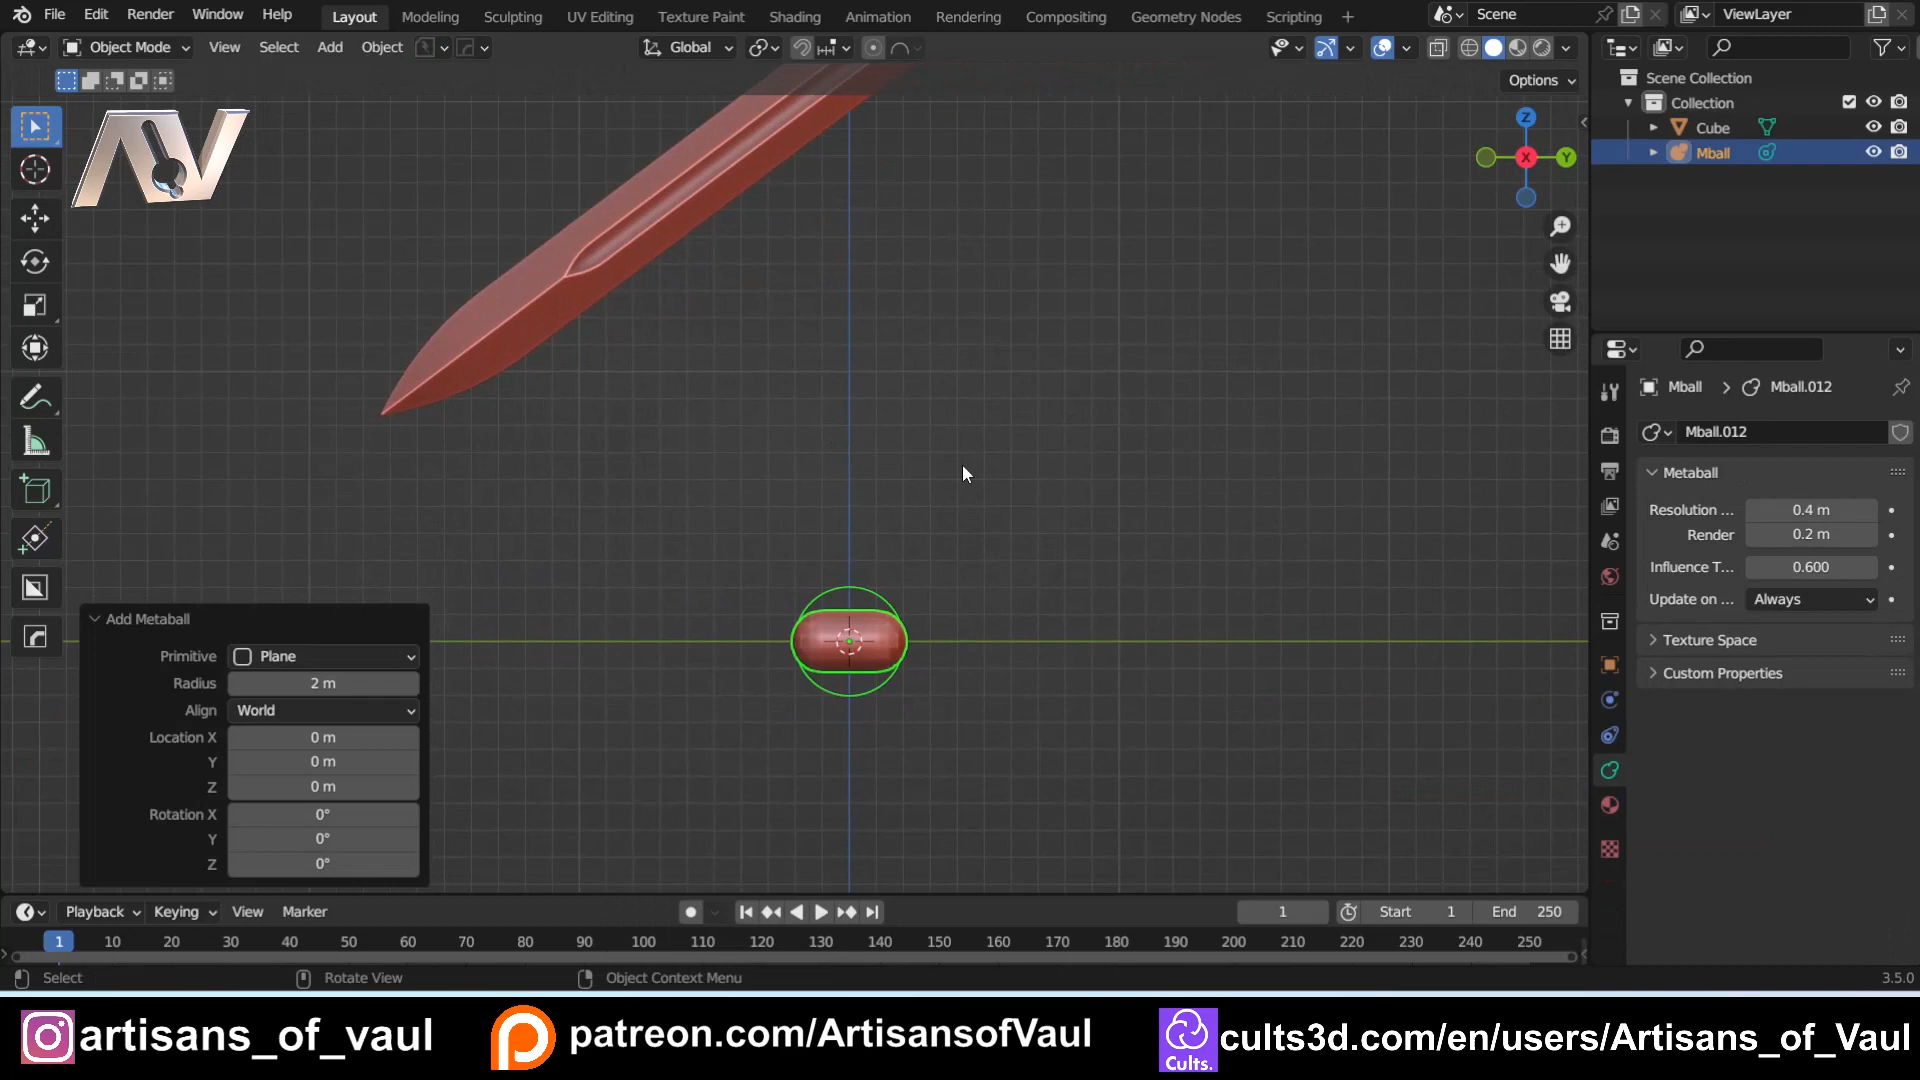 File Edit Render Window Help Layout Modeling Sculpting UV Editing Texture Paint Shading Animation Rendering Compositing Geometry Nodes Scripting + Scene ViewLayer
Object Mode View Select Add Object Global
Options
Scene Collection
Collection
Cube
Mball
AV
Z
X
Y
Mball > Mball.012
Mball.012
Metaball
Resolution ... 0.4 m
Render 0.2 m
Influence T... 0.600
Update on ... Always
Texture Space
Custom Properties
Add Metaball
Primitive Plane
Radius 2 m
Align World
Location X 0 m
Y 0 m
Z 0 m
Rotation X 0°
Y 0°
Z 0°
Playback Keying View Marker 1 Start 1 End 250
1 10 20 30 40 50 60 70 80 90 100 110 120 130 140 150 160 170 180 190 200 210 220 230 240 250
Select Rotate View Object Context Menu 3.5.0
artisans_of_vaul patreon.com/ArtisansofVaul Cults. cults3d.com/en/users/Artisans_of_Vaul